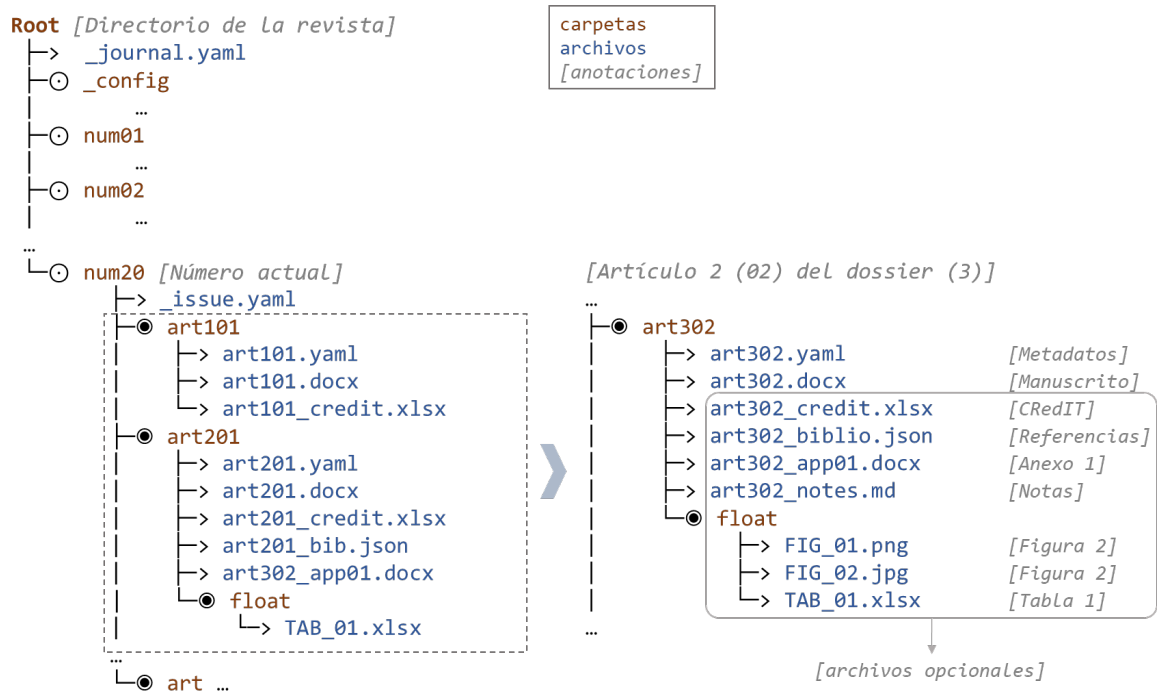 Root [Directorio de la revista]
_journal.yaml
_config
…
num01
…
num02
…
…
num20 [Número actual]
_issue.yaml
art101
art101.yaml
art101.docx
art101_credit.xlsx
art201
art201.yaml
art201.docx
art201_credit.xlsx
art201_bib.json
art302_app01.docx
float
TAB_01.xlsx
…
art …
carpetas
archivos
[anotaciones]
[Artículo 2 (02) del dossier (3)]
…
art302
art302.yaml [Metadatos]
art302.docx [Manuscrito]
art302_credit.xlsx [CRedIT]
art302_biblio.json [Referencias]
art302_app01.docx [Anexo 1]
art302_notes.md [Notas]
float
FIG_01.png [Figura 2]
FIG_02.jpg [Figura 2]
TAB_01.xlsx [Tabla 1]
…
[archivos opcionales]